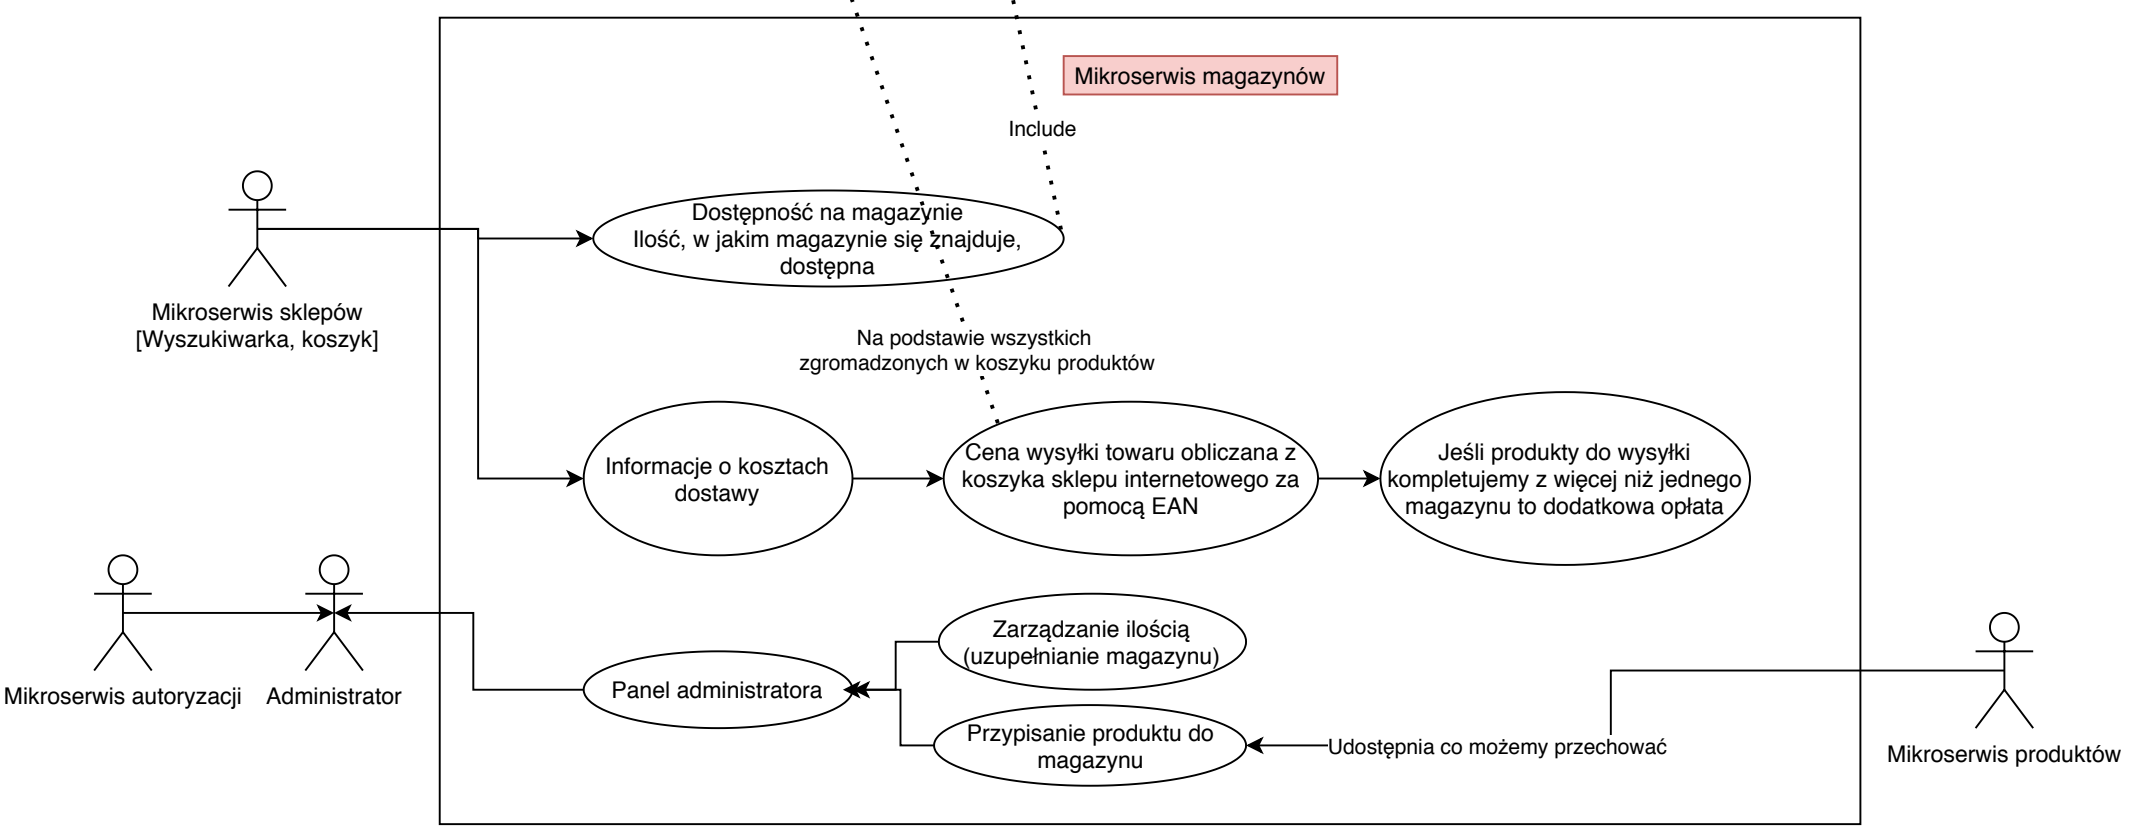 Mikroserwis magazynów
Include
Dostępność na magazynie
Ilość, w jakim magazynie się znajduje,
dostępna
Mikroserwis sklepów
[Wyszukiwarka, koszyk]
Na podstawie wszystkich
zgromadzonych w koszyku produktów
Informacje o kosztach
dostawy
Cena wysyłki towaru obliczana z
koszyka sklepu internetowego za
pomocą EAN
Jeśli produkty do wysyłki
kompletujemy z więcej niż jednego
magazynu to dodatkowa opłata
Mikroserwis autoryzacji
Administrator
Panel administratora
Zarządzanie ilością
(uzupełnianie magazynu)
Przypisanie produktu do
magazynu
Udostępnia co możemy przechować
Mikroserwis produktów